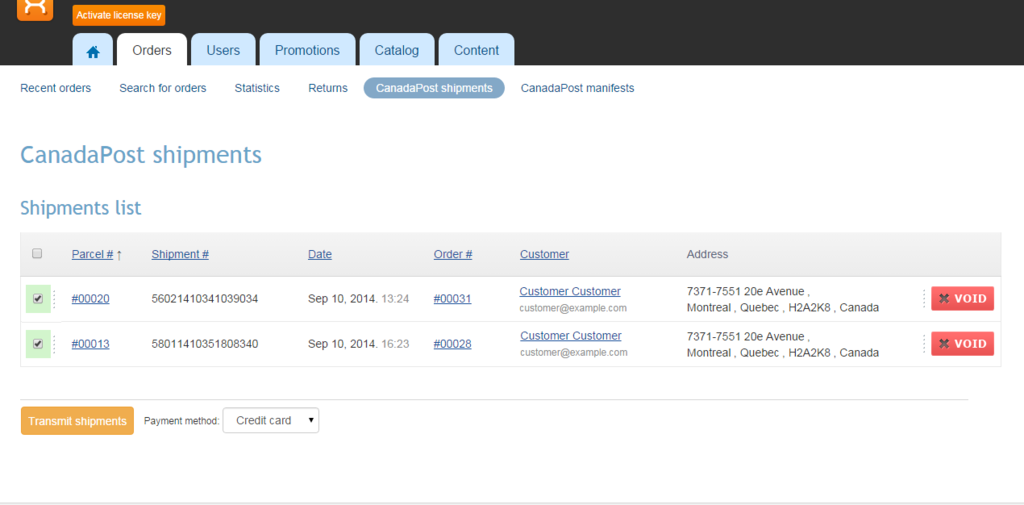 Activate license key
Orders Users Promotions Catalog Content
Recent orders Search for orders Statistics Returns CanadaPost shipments CanadaPost manifests
CanadaPost shipments
Shipments list
Parcel # ↑ Shipment # Date Order # Customer Address
#00020 56021410341039034 Sep 10, 2014. 13:24 #00031 Customer Customer 7371-7551 20e Avenue , VOID
customer@example.com Montreal , Quebec , H2A2K8 , Canada
#00013 58011410351808340 Sep 10, 2014. 16:23 #00028 Customer Customer 7371-7551 20e Avenue , VOID
customer@example.com Montreal , Quebec , H2A2K8 , Canada
Transmit shipments Payment method: Credit card